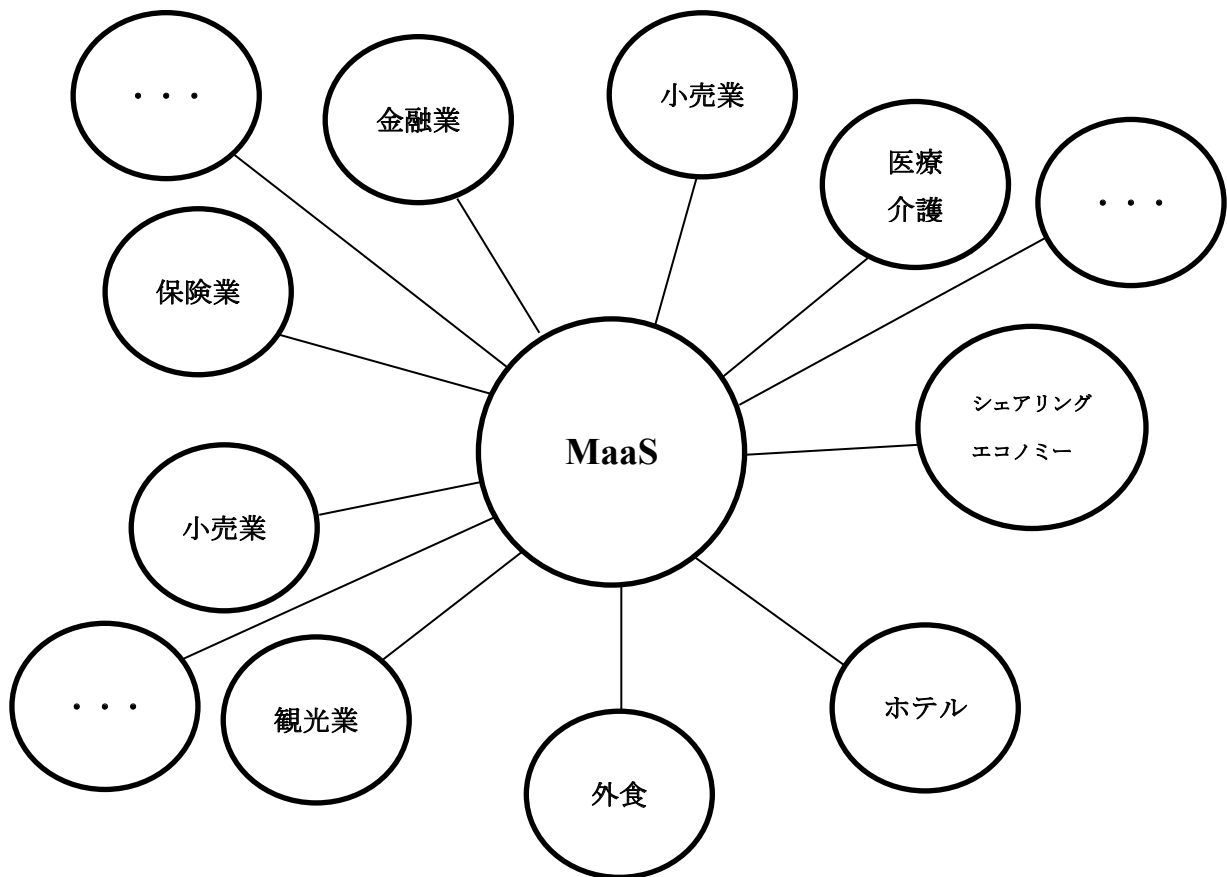 ・・・
金融業
小売業
医療
介護
・・・
保険業
シェアリング
エコノミー
MaaS
小売業
・・・
観光業
ホテル
外食